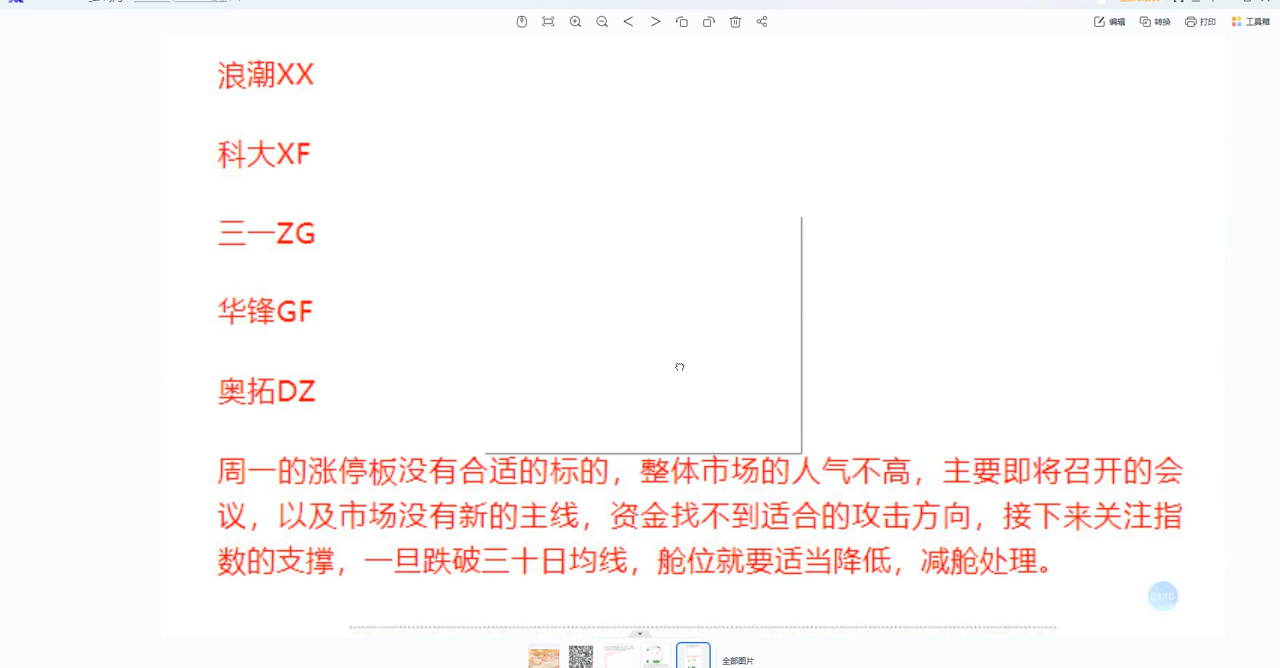 编辑
转换
打印
工具箱
浪潮XX
科大XF
三一ZG
华锋GF
奥拓DZ
周一的涨停板没有合适的标的，整体市场的人气不高，主要即将召开的会
议，以及市场没有新的主线，资金找不到适合的攻击方向，接下来关注指
数的支撑，一旦跌破三十日均线，舱位就要适当降低，减舱处理。
03:10
全部图片